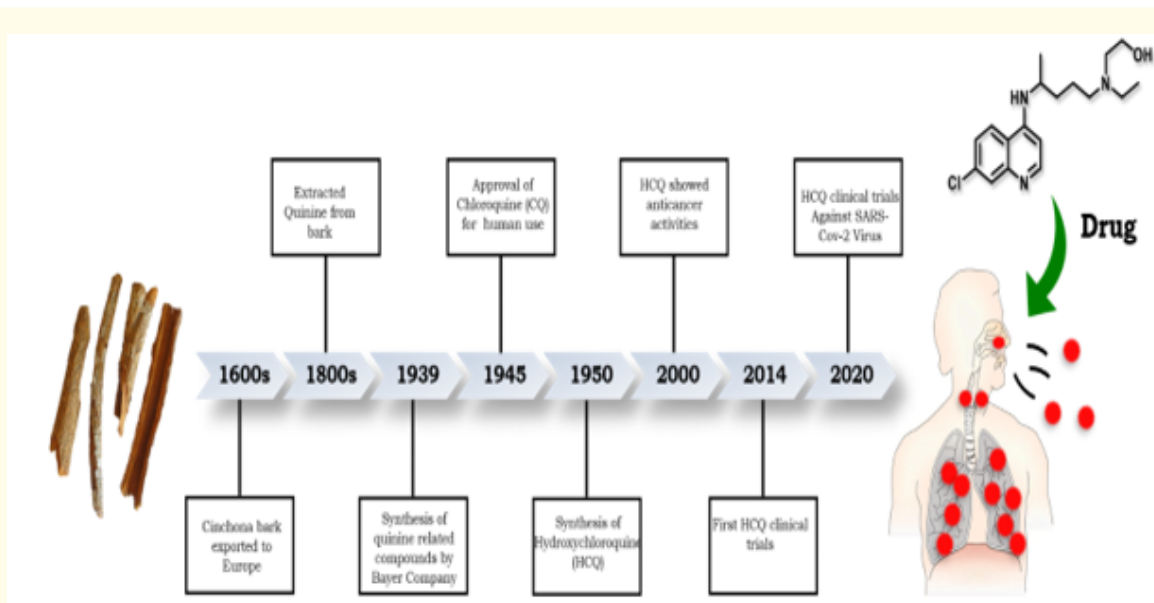 OH
HN
N
Cl
N
Drug
Extracted
Quinine from
bark
Approval of
Chloroquine (CQ)
for human use
HCQ showed
anticancer
activities
HCQ clinical trials
Against SARS-
Cov-2 Virus
1600s
1800s
1939
1945
1950
2000
2014
2020
Cinchona bark
exported to
Europe
Synthesis of
quinine related
compounds by
Bayer Company
Synthesis of
Hydroxychloroquine
(HCQ)
First HCQ clinical
trials